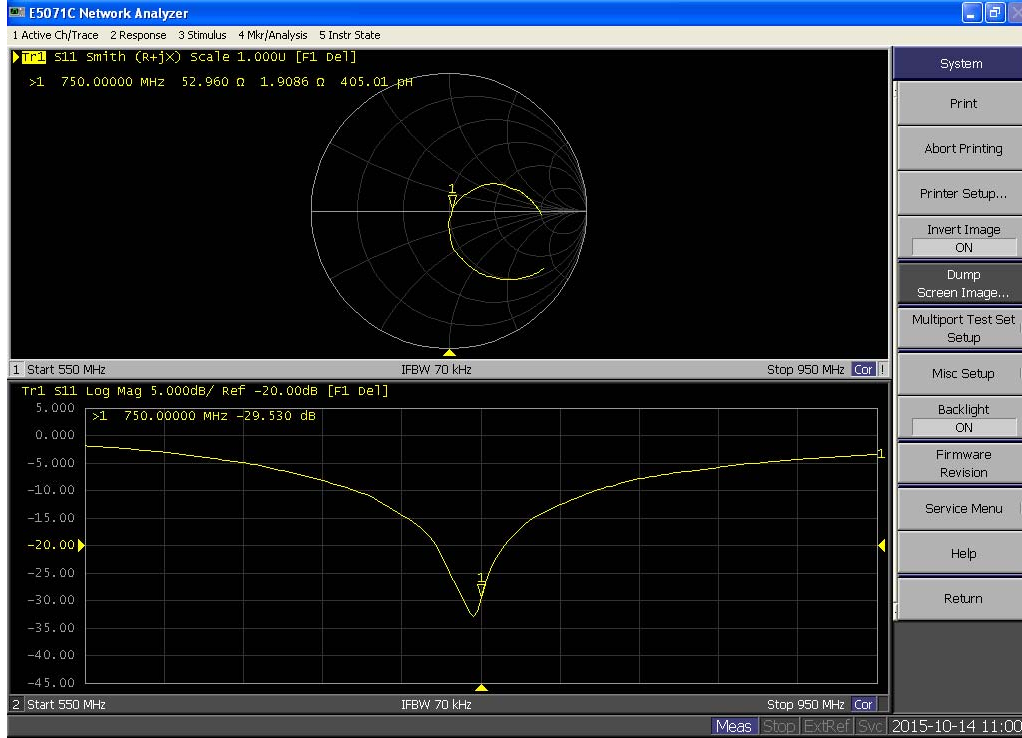 E5071C Network Analyzer
1 Active Ch/Trace 2 Response 3 Stimulus 4 Mkr/Analysis 5 Instr State
Tr1 S11 Smith (R+jX) Scale 1.000U [F1 Del]
>1 750.00000 MHz 52.960 Ω 1.9086 Ω 405.01 pH
1
1 Start 550 MHz IFBW 70 kHz Stop 950 MHz Cor !
Tr1 S11 Log Mag 5.000dB/ Ref -20.00dB [F1 Del]
>1 750.00000 MHz -29.530 dB
5.000
0.000
-5.000
-10.00
-15.00
-20.00
-25.00
-30.00
-35.00
-40.00
-45.00
1
1
2 Start 550 MHz IFBW 70 kHz Stop 950 MHz Cor
System
Print
Abort Printing
Printer Setup...
Invert Image
ON
Dump
Screen Image...
Multiport Test Set
Setup
Misc Setup
Backlight
ON
Firmware
Revision
Service Menu
Help
Return
Meas Stop ExtRef Svc 2015-10-14 11:00